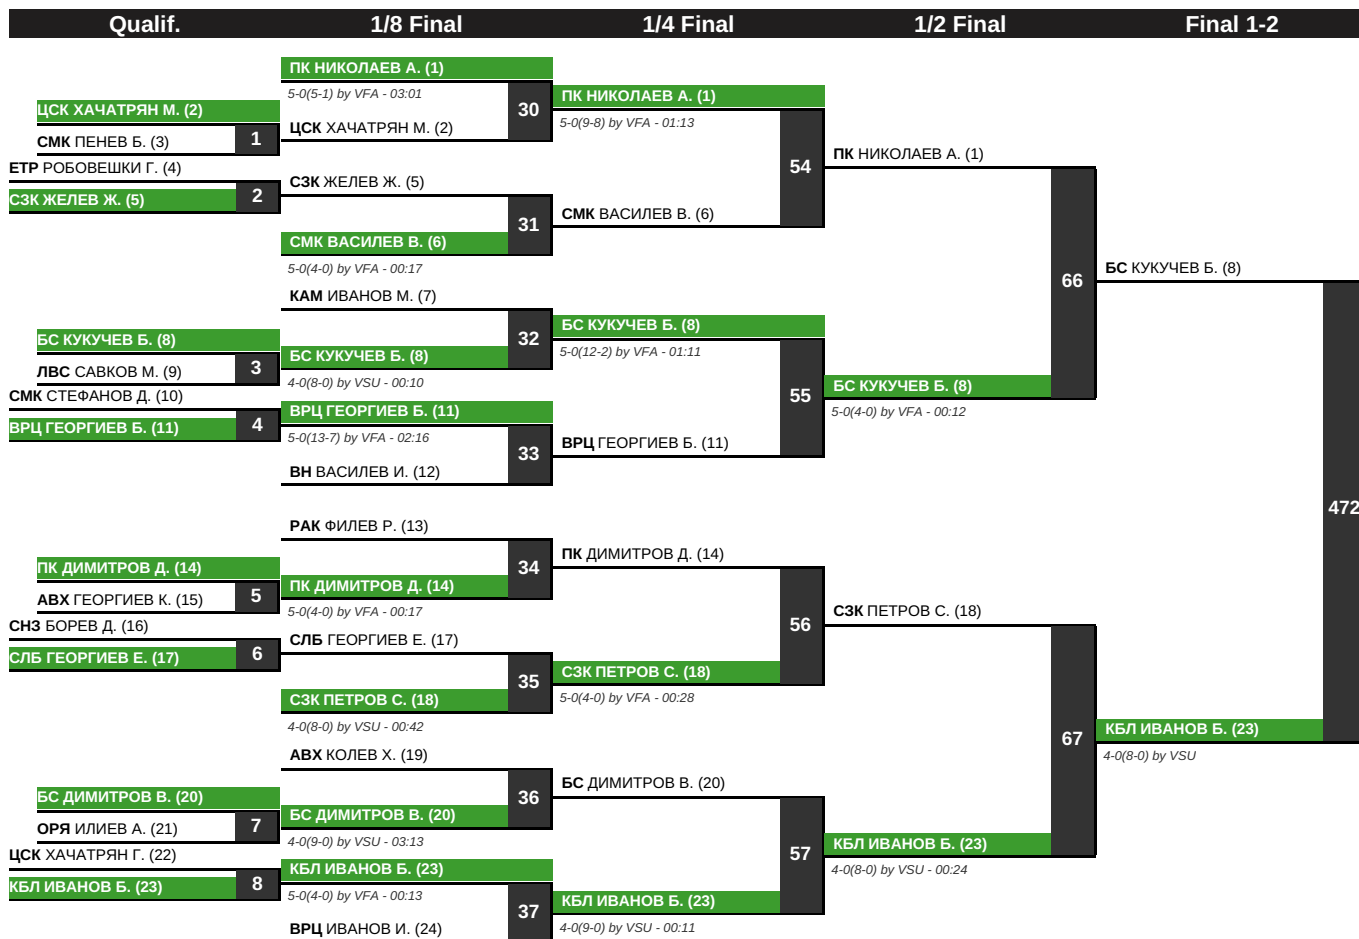 Qualif.
1/8 Final
1/4 Final
1/2 Final
Final 1-2
ЦСК ХАЧАТРЯН М. (2)
СМК ПЕНЕВ Б. (3)
1
ЕТР РОБОВЕШКИ Г. (4)
СЗК ЖЕЛЕВ Ж. (5)
2
БС КУКУЧЕВ Б. (8)
ЛВС САВКОВ М. (9)
3
СМК СТЕФАНОВ Д. (10)
ВРЦ ГЕОРГИЕВ Б. (11)
4
ПК ДИМИТРОВ Д. (14)
АВХ ГЕОРГИЕВ К. (15)
5
СНЗ БОРЕВ Д. (16)
СЛБ ГЕОРГИЕВ Е. (17)
6
БС ДИМИТРОВ В. (20)
ОРЯ ИЛИЕВ А. (21)
7
ЦСК ХАЧАТРЯН Г. (22)
КБЛ ИВАНОВ Б. (23)
8
ПК НИКОЛАЕВ А. (1)
5-0(5-1) by VFA - 03:01
30
ЦСК ХАЧАТРЯН М. (2)
СЗК ЖЕЛЕВ Ж. (5)
31
СМК ВАСИЛЕВ В. (6)
5-0(4-0) by VFA - 00:17
КАМ ИВАНОВ М. (7)
32
БС КУКУЧЕВ Б. (8)
4-0(8-0) by VSU - 00:10
ВРЦ ГЕОРГИЕВ Б. (11)
5-0(13-7) by VFA - 02:16
33
ВН ВАСИЛЕВ И. (12)
РАК ФИЛЕВ Р. (13)
34
ПК ДИМИТРОВ Д. (14)
5-0(4-0) by VFA - 00:17
СЛБ ГЕОРГИЕВ Е. (17)
35
СЗК ПЕТРОВ С. (18)
4-0(8-0) by VSU - 00:42
АВХ КОЛЕВ Х. (19)
36
БС ДИМИТРОВ В. (20)
4-0(9-0) by VSU - 03:13
КБЛ ИВАНОВ Б. (23)
5-0(4-0) by VFA - 00:13
37
ВРЦ ИВАНОВ И. (24)
ПК НИКОЛАЕВ А. (1)
5-0(9-8) by VFA - 01:13
54
СМК ВАСИЛЕВ В. (6)
БС КУКУЧЕВ Б. (8)
5-0(12-2) by VFA - 01:11
55
ВРЦ ГЕОРГИЕВ Б. (11)
ПК ДИМИТРОВ Д. (14)
56
СЗК ПЕТРОВ С. (18)
5-0(4-0) by VFA - 00:28
БС ДИМИТРОВ В. (20)
57
КБЛ ИВАНОВ Б. (23)
4-0(9-0) by VSU - 00:11
ПК НИКОЛАЕВ А. (1)
66
БС КУКУЧЕВ Б. (8)
5-0(4-0) by VFA - 00:12
СЗК ПЕТРОВ С. (18)
67
КБЛ ИВАНОВ Б. (23)
4-0(8-0) by VSU - 00:24
БС КУКУЧЕВ Б. (8)
472
КБЛ ИВАНОВ Б. (23)
4-0(8-0) by VSU